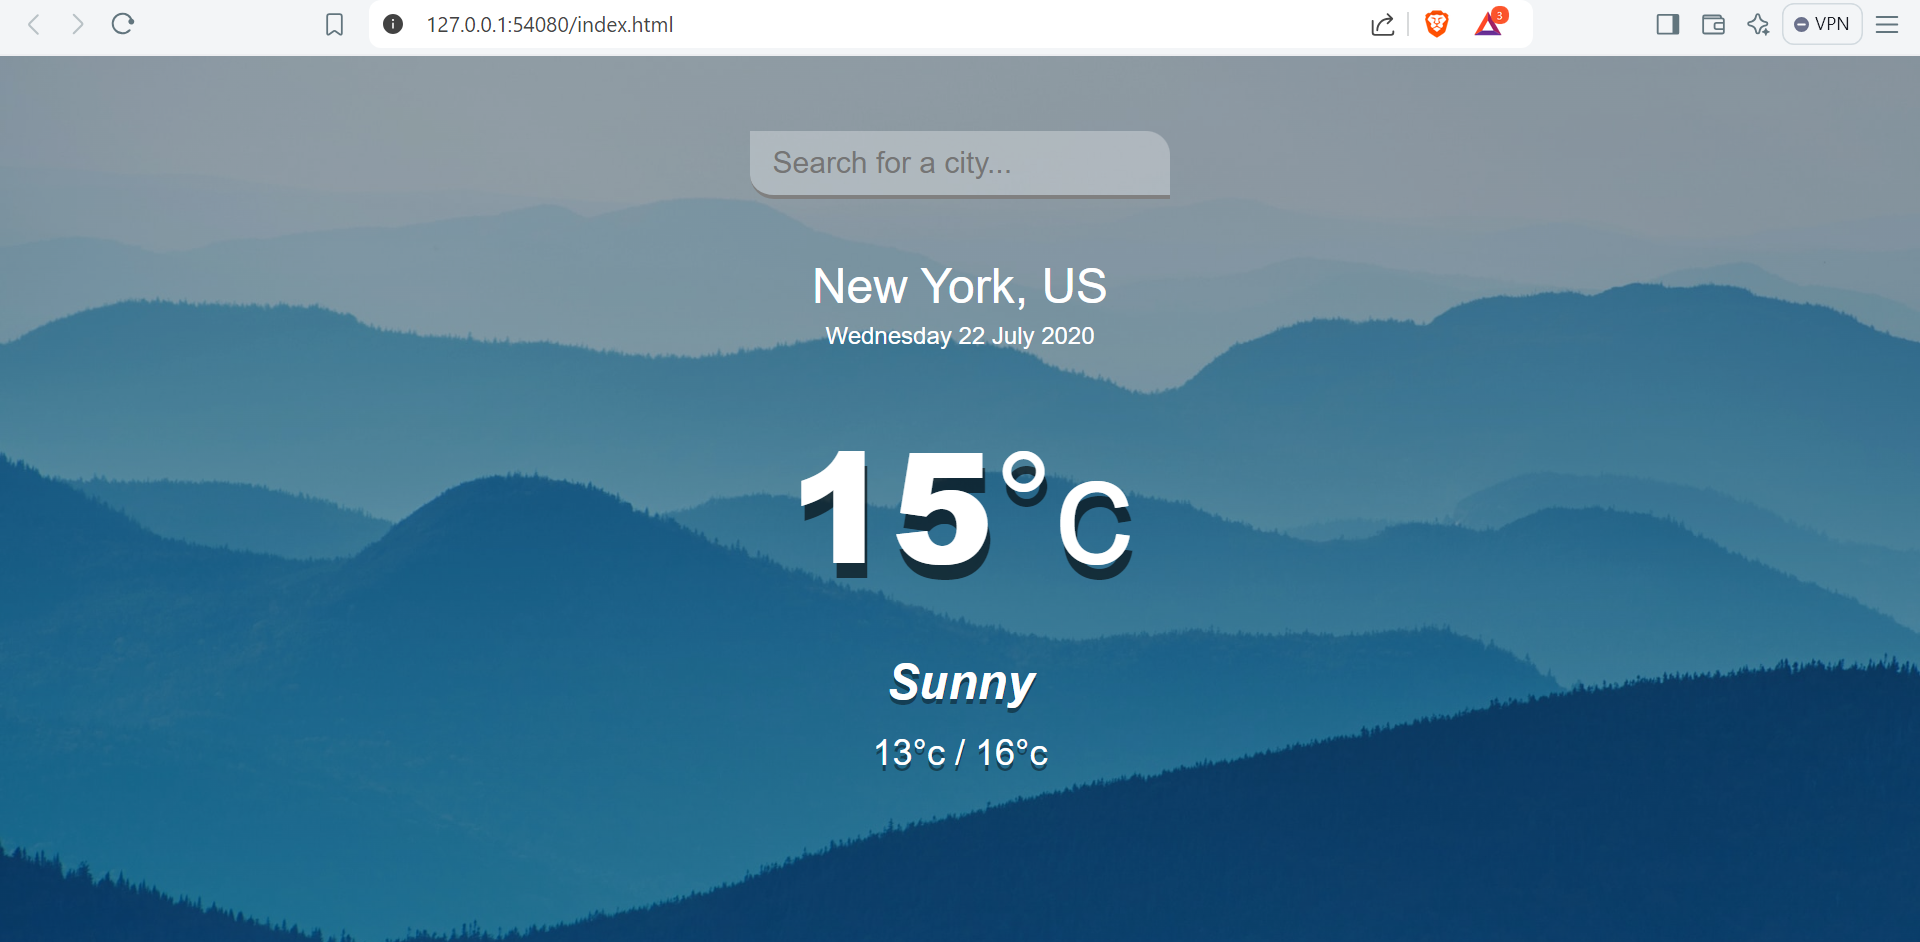 127.0.0.1:54080/index.html
3
VPN
Search for a city...
New York, US
Wednesday 22 July 2020
15°c
Sunny
13°c / 16°c